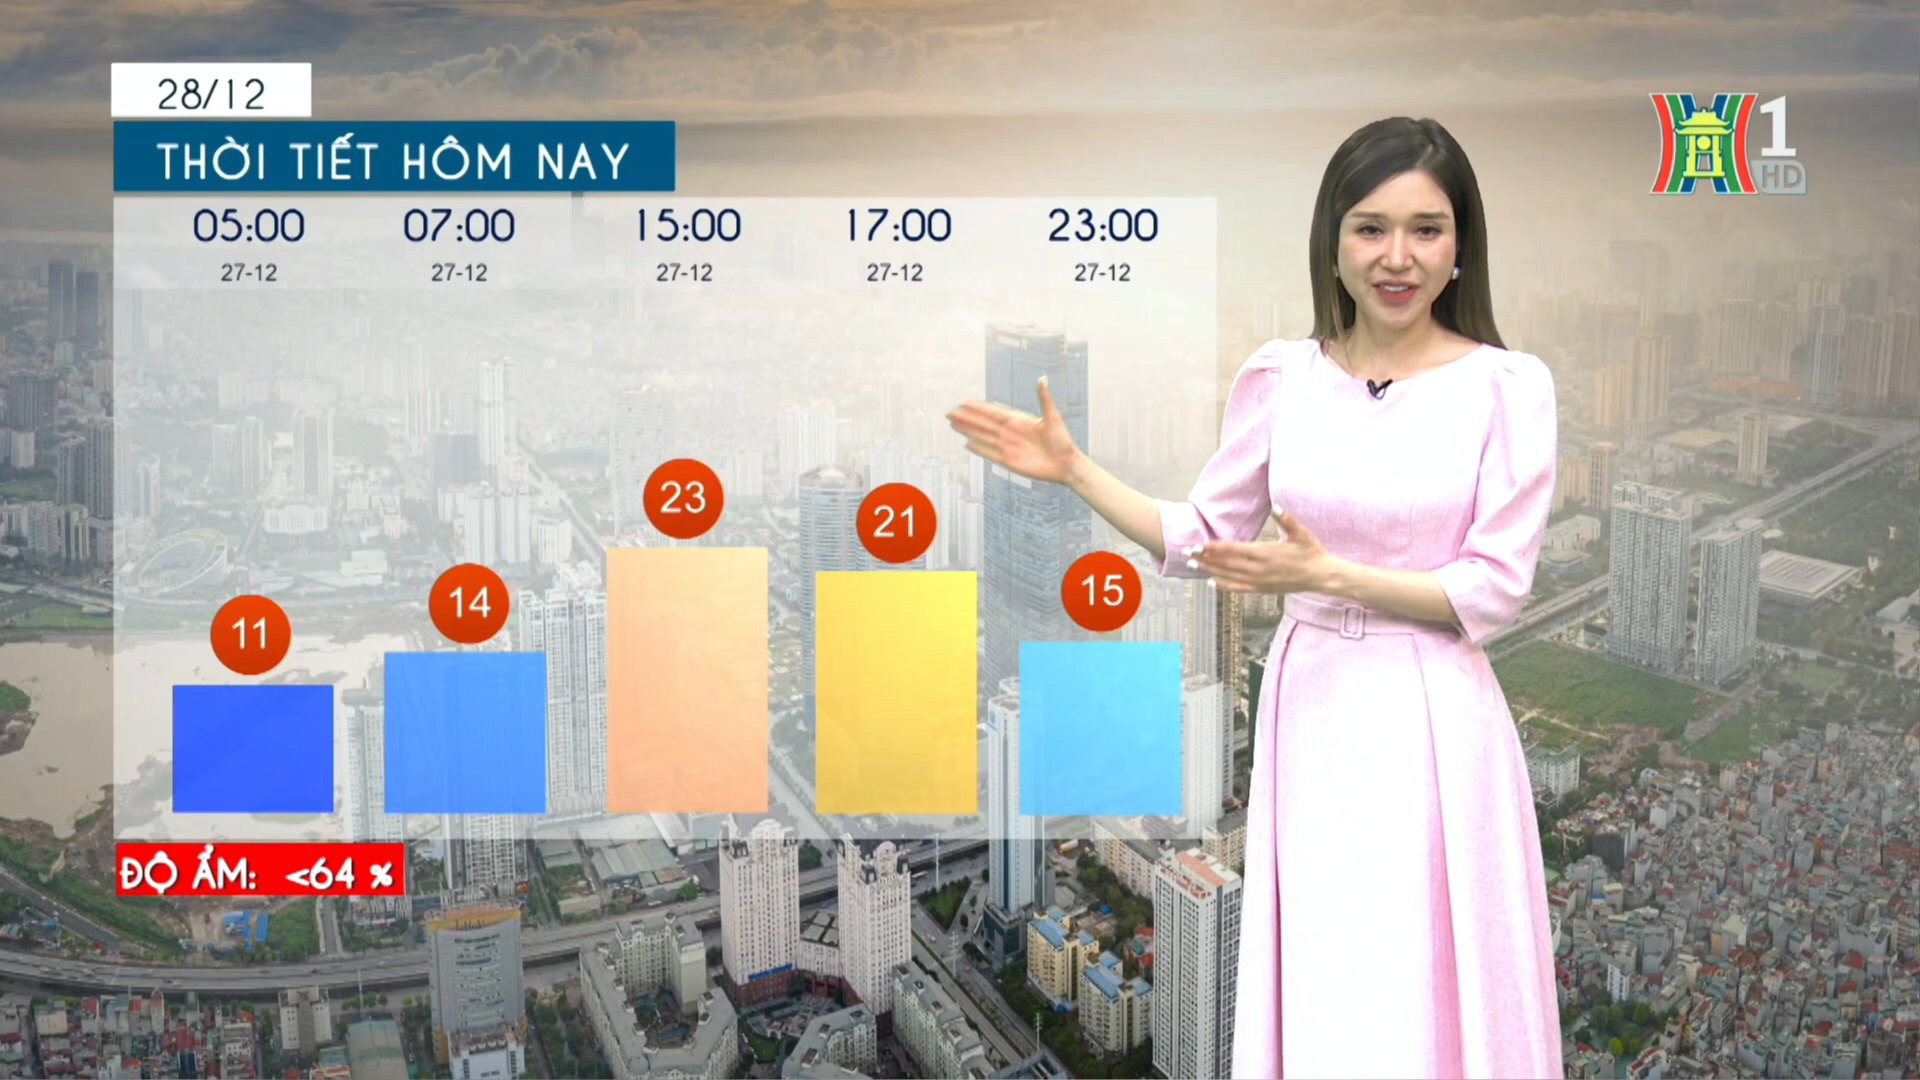 28/12
THỜI TIẾT HÔM NAY
05:00 07:00 15:00 17:00 23:00
27-12 27-12 27-12 27-12 27-12
11 14 23 21 15
ĐỘ ẨM: <64 %
1
HD